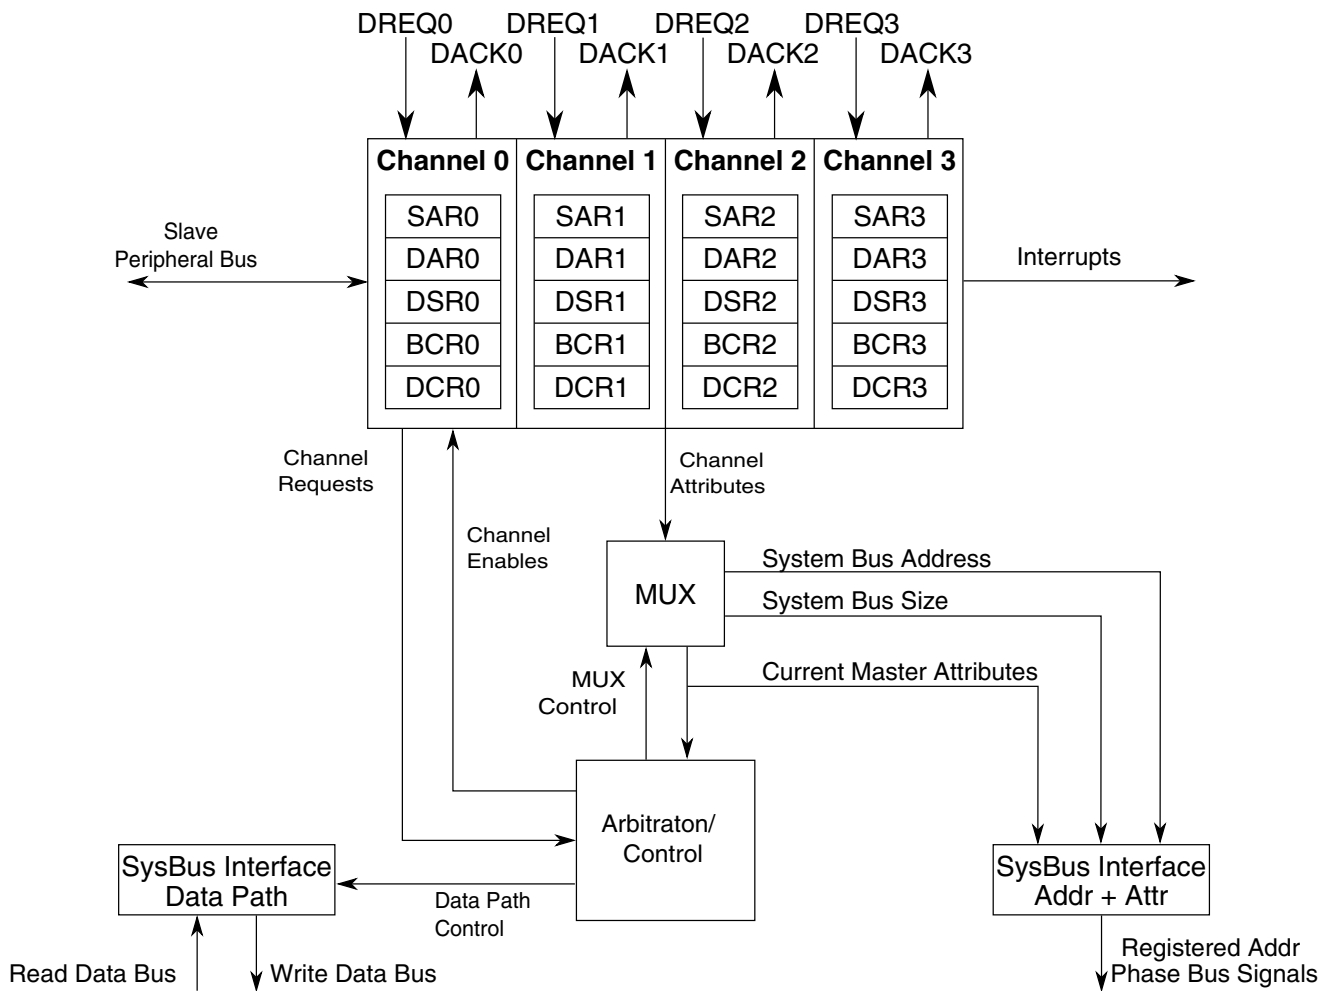 DREQ0 DREQ1 DREQ2 DREQ3
DACK0 DACK1 DACK2 DACK3
Channel 0 Channel 1 Channel 2 Channel 3
SAR0 SAR1 SAR2 SAR3
DAR0 DAR1 DAR2 DAR3
DSR0 DSR1 DSR2 DSR3
BCR0 BCR1 BCR2 BCR3
DCR0 DCR1 DCR2 DCR3
Slave
Peripheral Bus
Interrupts
Channel
Requests
Channel
Attributes
Channel
Enables
MUX
System Bus Address
System Bus Size
Current Master Attributes
MUX
Control
Arbitraton/
Control
SysBus Interface
Data Path
Data Path
Control
SysBus Interface
Addr + Attr
Read Data Bus
Write Data Bus
Registered Addr
Phase Bus Signals